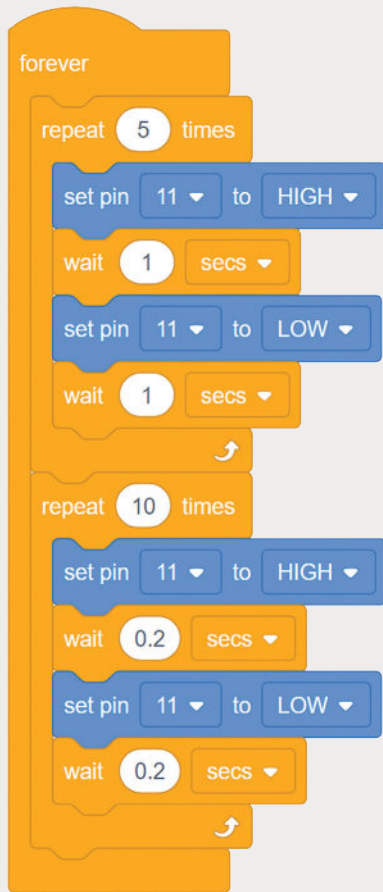 forever
repeat 5 times
set pin 11 to HIGH
wait 1 secs
set pin 11 to LOW
wait 1 secs
repeat 10 times
set pin 11 to HIGH
wait 0.2 secs
set pin 11 to LOW
wait 0.2 secs